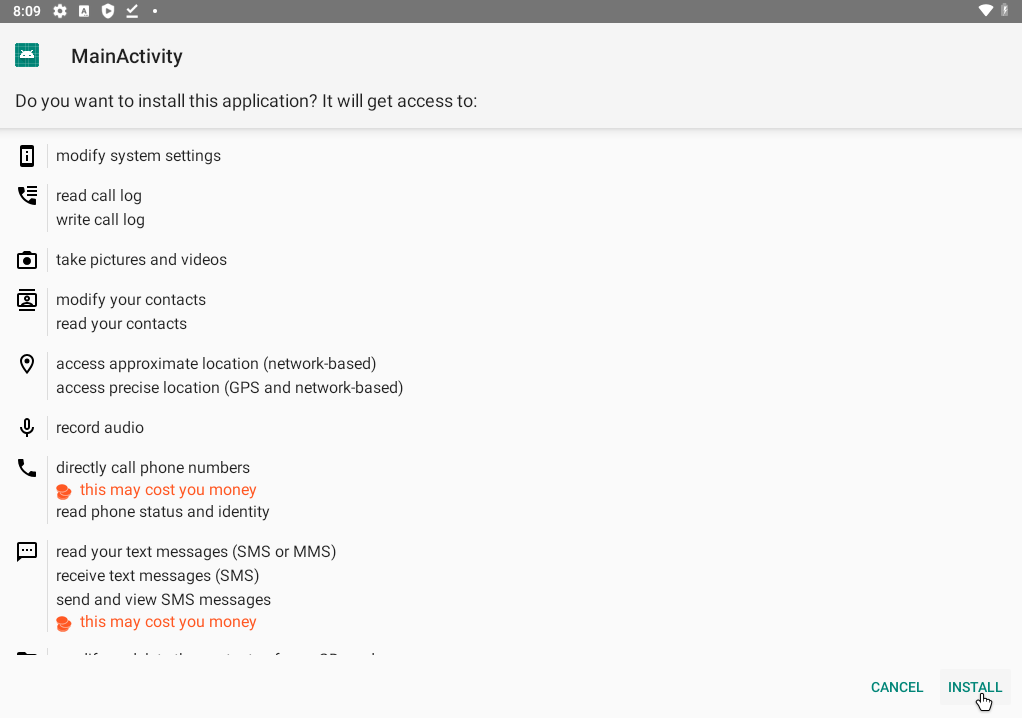 8:09
MainActivity
Do you want to install this application? It will get access to:
modify system settings
read call log
write call log
take pictures and videos
modify your contacts
read your contacts
access approximate location (network-based)
access precise location (GPS and network-based)
record audio
directly call phone numbers
this may cost you money
read phone status and identity
read your text messages (SMS or MMS)
receive text messages (SMS)
send and view SMS messages
this may cost you money
CANCEL INSTALL